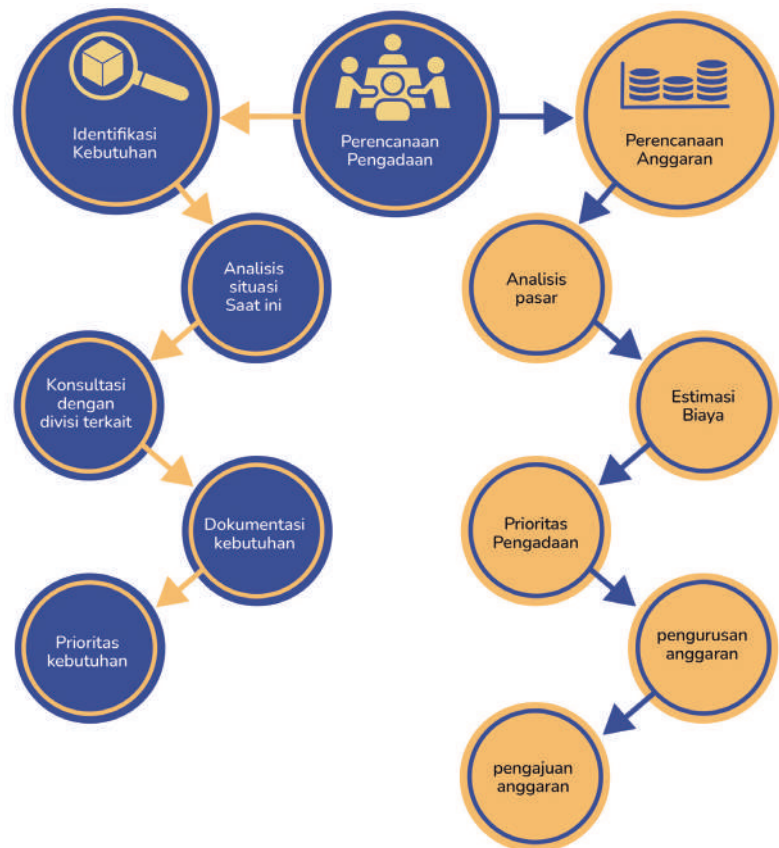 Identifikasi
Kebutuhan
Perencanaan
Pengadaan
Perencanaan
Anggaran
Analisis
situasi
Saat ini
Analisis
pasar
Konsultasi
dengan
divisi terkait
Estimasi
Biaya
Dokumentasi
kebutuhan
Prioritas
Pengadaan
Prioritas
kebutuhan
pengurusan
anggaran
pengajuan
anggaran